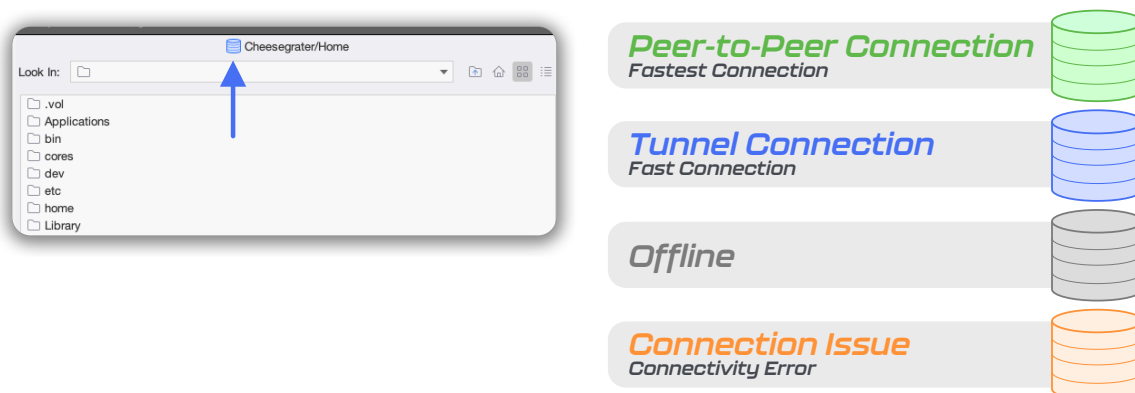 Cheesegrater/Home
Look In:
.vol
Applications
bin
cores
dev
etc
home
Library
Peer-to-Peer Connection
Fastest Connection
Tunnel Connection
Fast Connection
Offline
Connection Issue
Connectivity Error